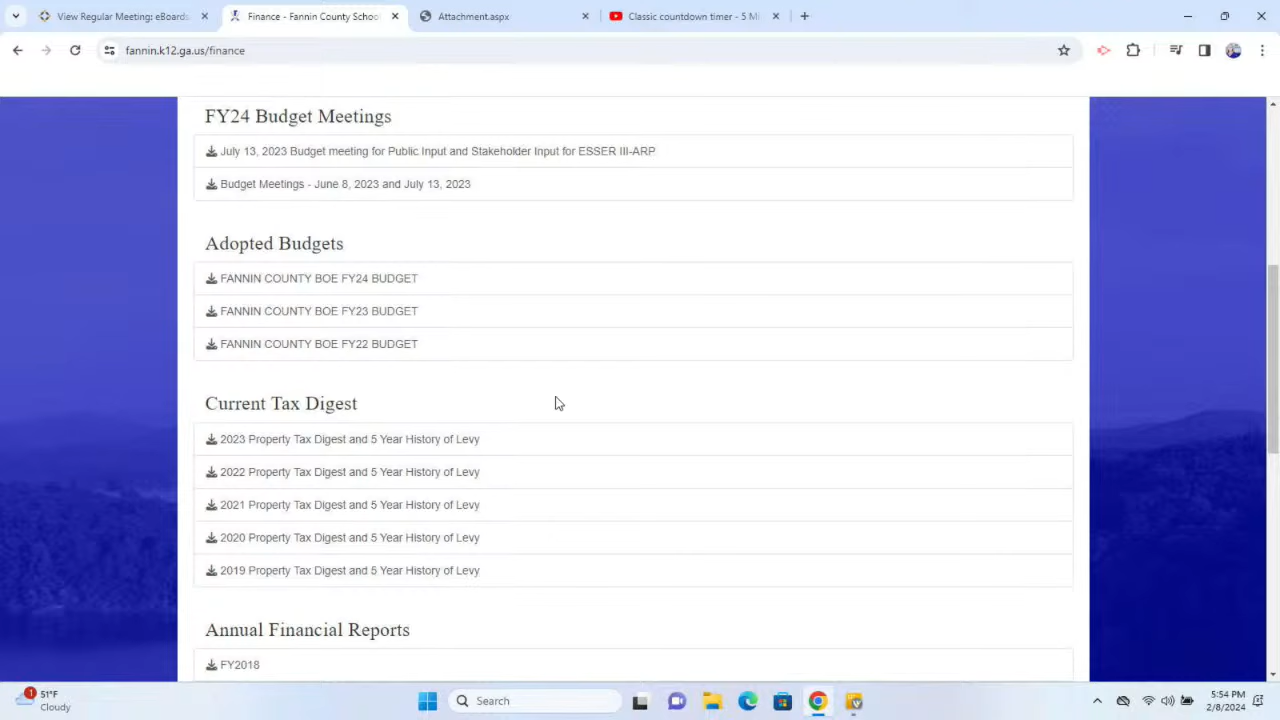 View Regular Meeting: eBoards
Finance - Fannin County Schoo
Attachment.aspx
Classic countdown timer - 5 Mi
fannin.k12.ga.us/finance
FY24 Budget Meetings
July 13, 2023 Budget meeting for Public Input and Stakeholder Input for ESSER III-ARP
Budget Meetings - June 8, 2023 and July 13, 2023
Adopted Budgets
FANNIN COUNTY BOE FY24 BUDGET
FANNIN COUNTY BOE FY23 BUDGET
FANNIN COUNTY BOE FY22 BUDGET
Current Tax Digest
2023 Property Tax Digest and 5 Year History of Levy
2022 Property Tax Digest and 5 Year History of Levy
2021 Property Tax Digest and 5 Year History of Levy
2020 Property Tax Digest and 5 Year History of Levy
2019 Property Tax Digest and 5 Year History of Levy
Annual Financial Reports
FY2018
1
51°F
Cloudy
Search
5:54 PM
2/8/2024